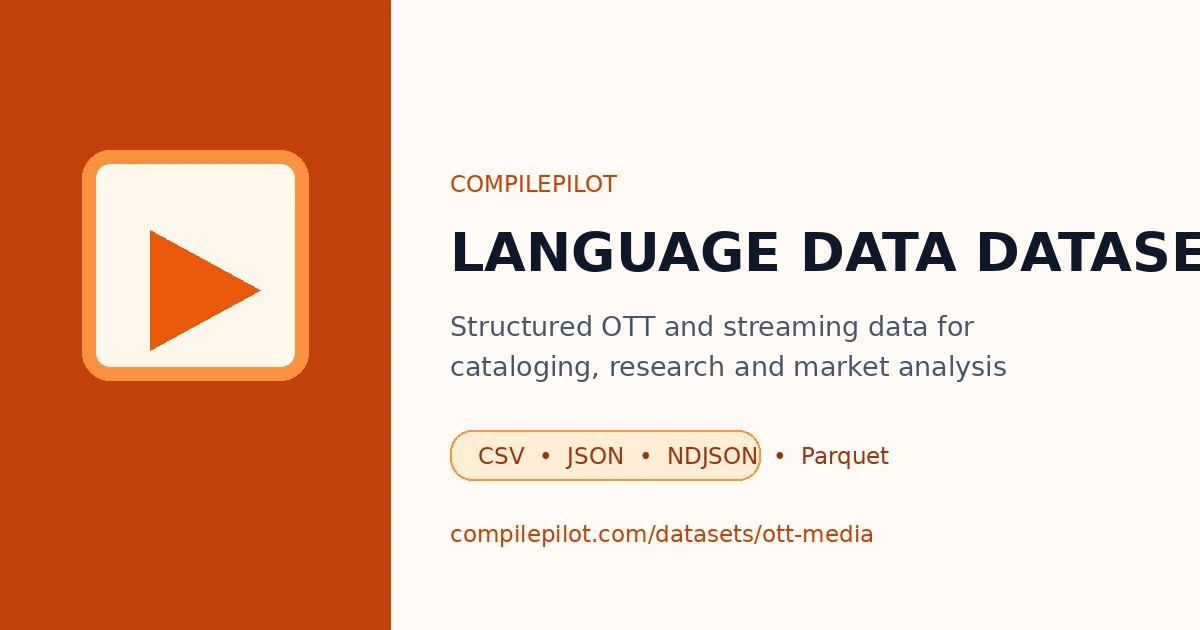 COMPILEPILOT
LANGUAGE DATA DATASE
Structured OTT and streaming data for
cataloging, research and market analysis
CSV • JSON • NDJSON • Parquet
compilepilot.com/datasets/ott-media